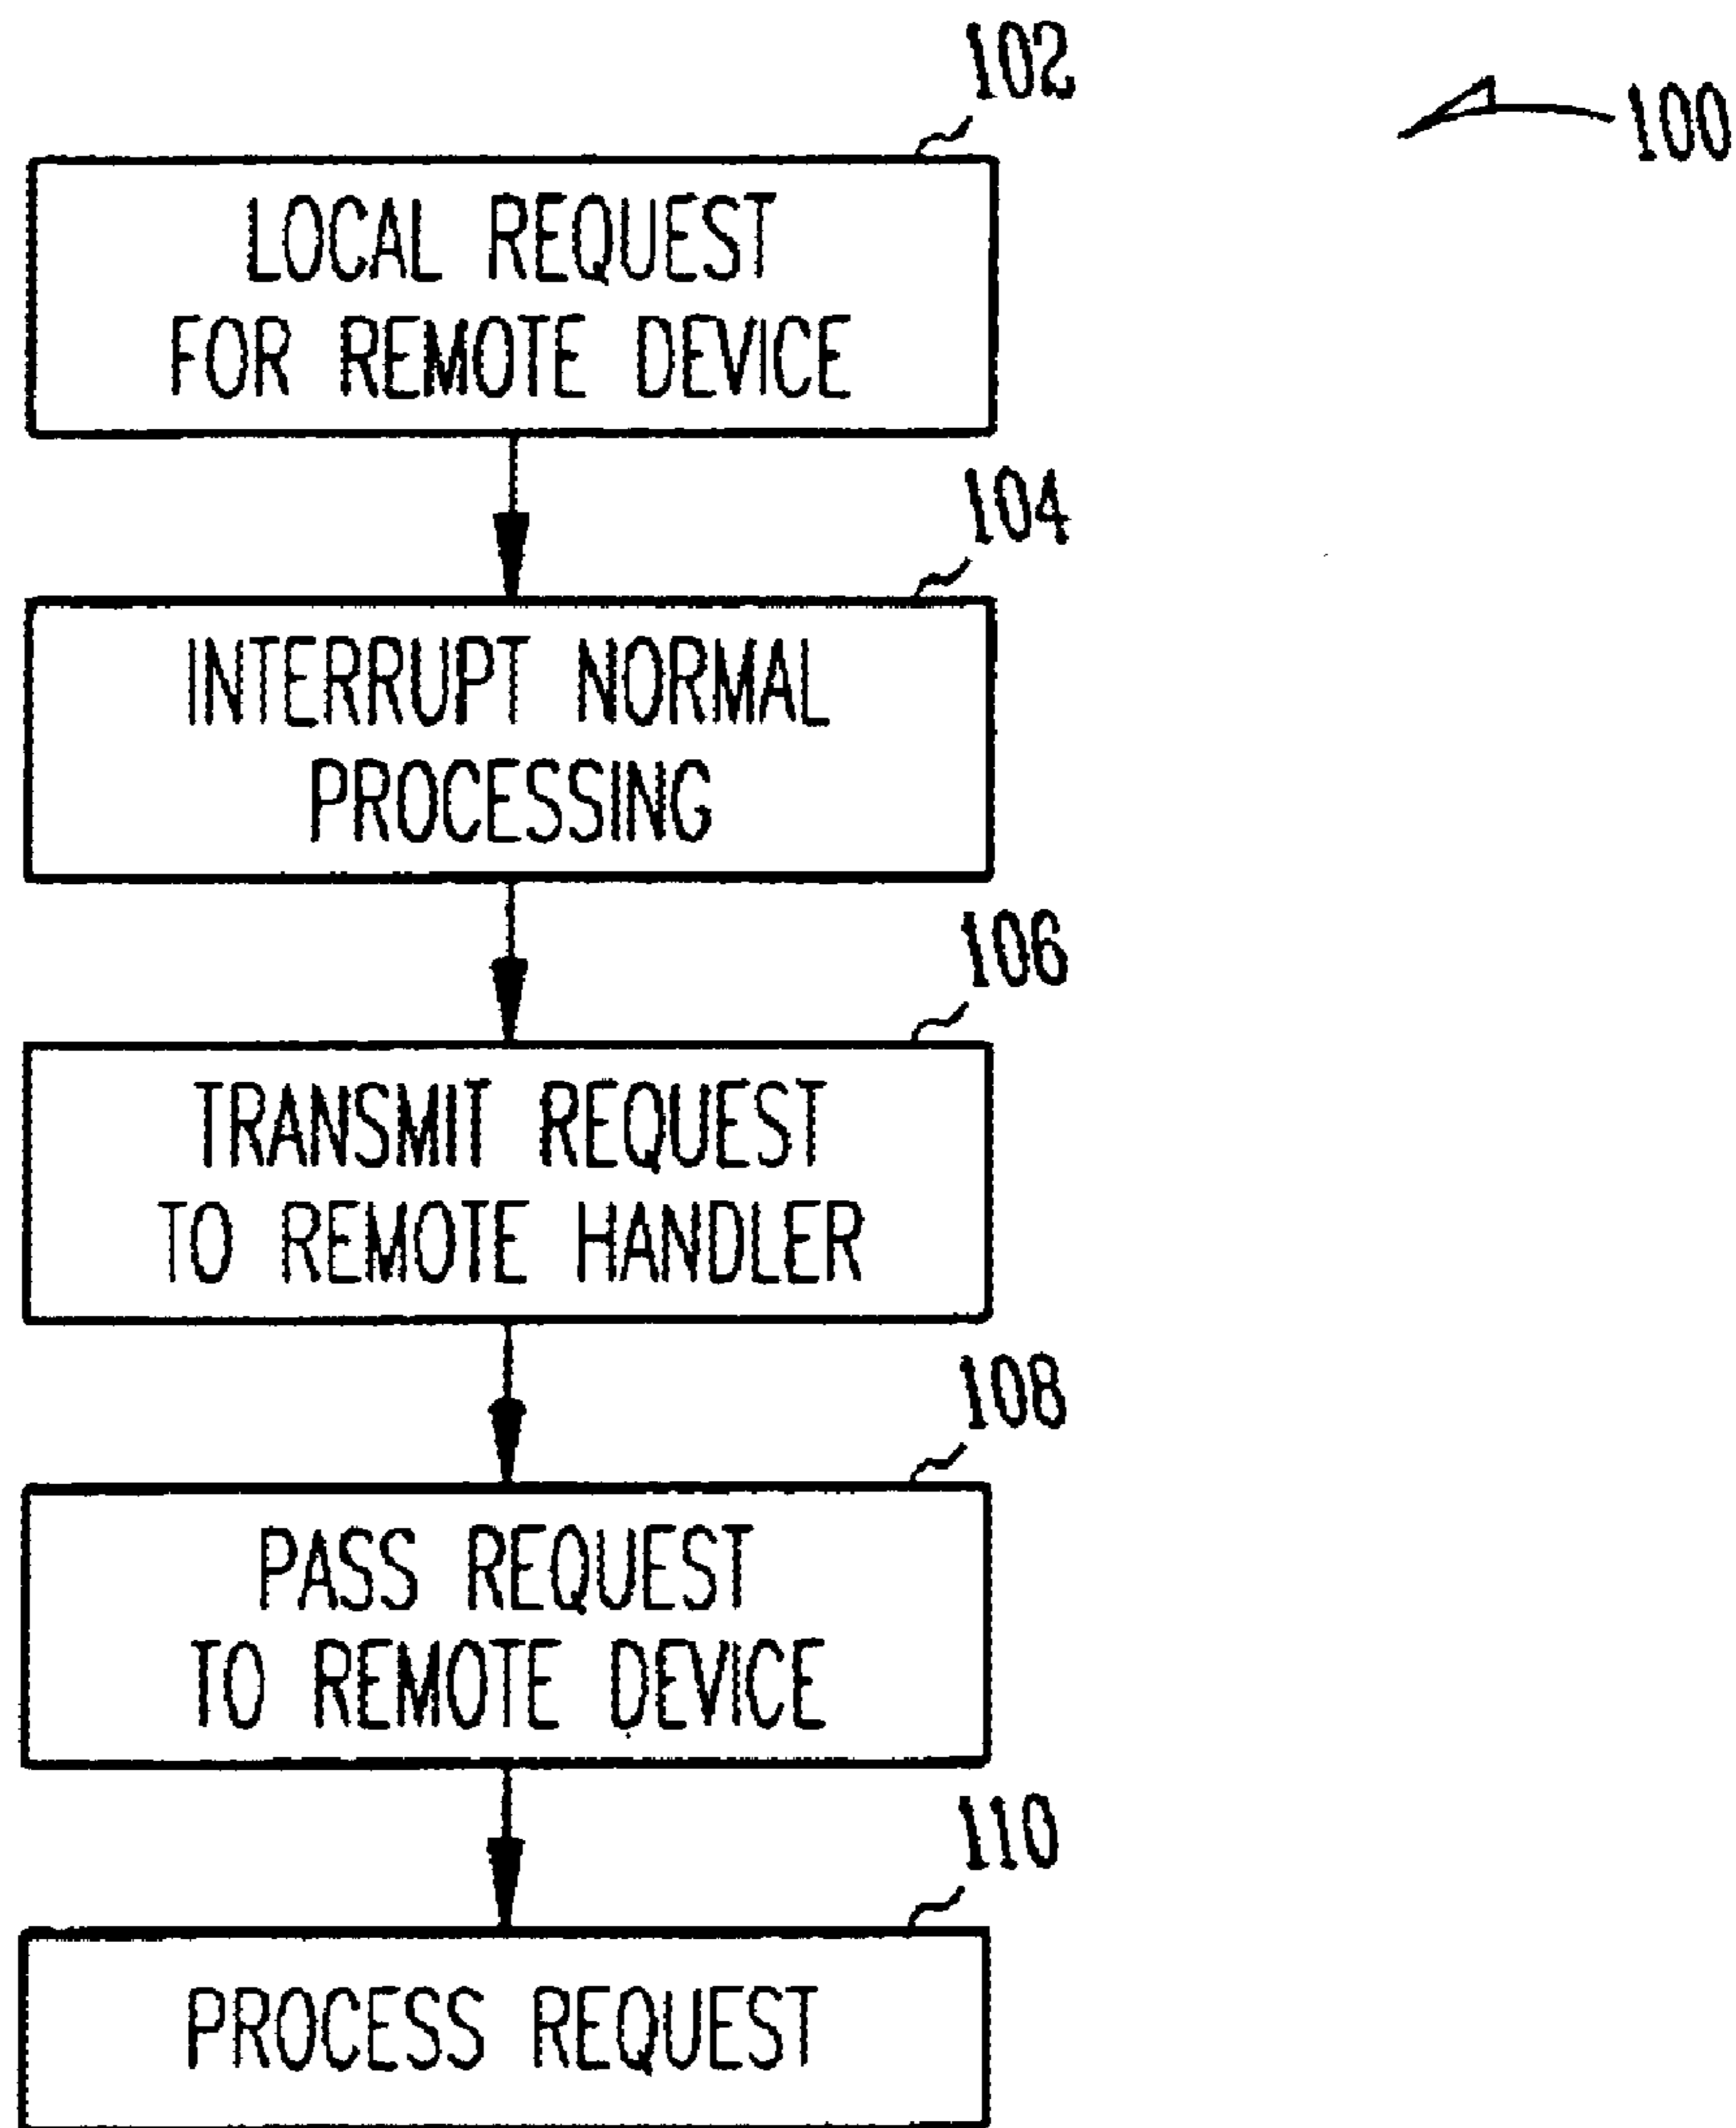 102
100
LOCAL REQUEST
FOR REMOTE DEVICE
104
INTERRUPT NORMAL
PROCESSING
106
TRANSMIT REQUEST
TO REMOTE HANDLER
108
PASS REQUEST
TO REMOTE DEVICE
110
PROCESS REQUEST